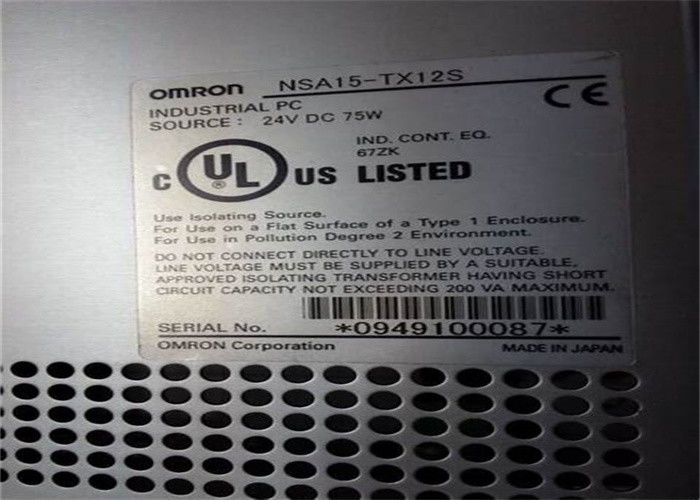 OMRON NSA15-TX12S
INDUSTRIAL PC
SOURCE : 24V DC 75W
CE
IND. CONT. EQ.
67ZK
C UL ® US LISTED
Use Isolating Source.
For Use on a Flat Surface of a Type 1 Enclosure.
For Use in Pollution Degree 2 Environment.
DO NOT CONNECT DIRECTLY TO LINE VOLTAGE.
LINE VOLTAGE MUST BE SUPPLIED BY A SUITABLE,
APPROVED ISOLATING TRANSFORMER HAVING SHORT
CIRCUIT CAPACITY NOT EXCEEDING 200 VA MAXIMUM.
SERIAL No. *0949100087*
OMRON Corporation MADE IN JAPAN